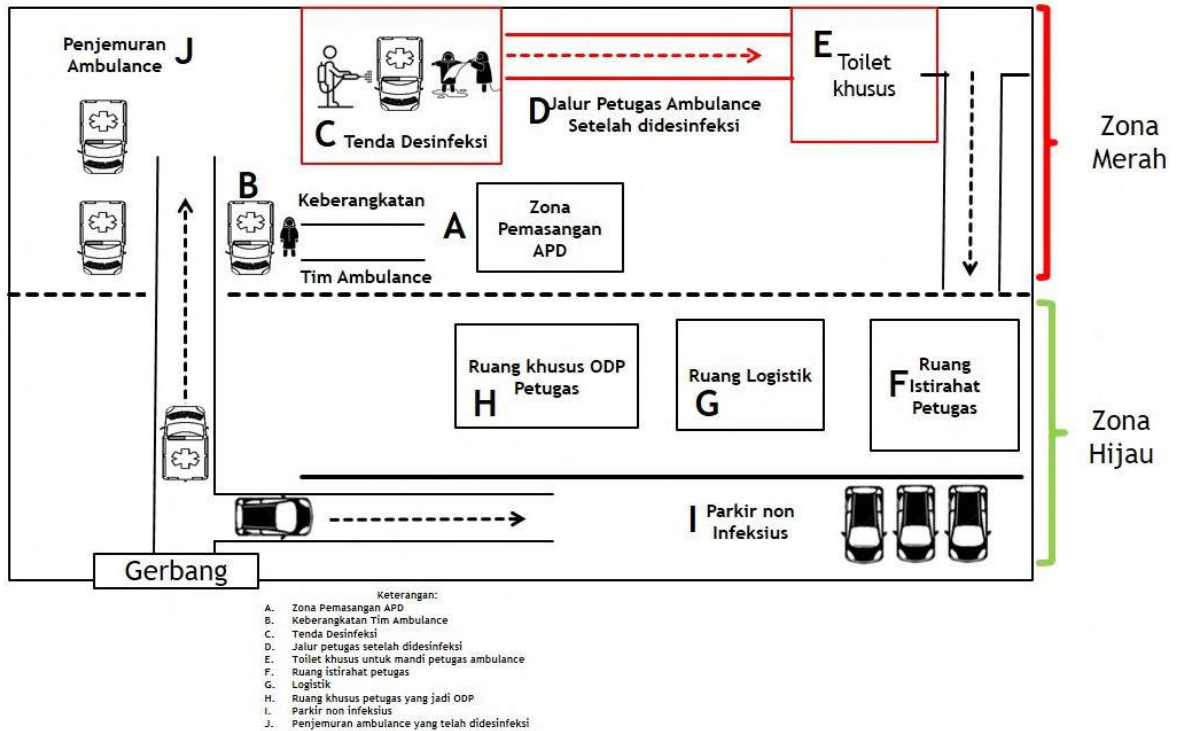 Penjemuran
Ambulance
J
C Tenda Desinfeksi
D
Jalur Petugas Ambulance
Setelah didesinfeksi
E
Toilet
khusus
Zona
Merah
B
Keberangkatan
Tim Ambulance
A
Zona
Pemasangan
APD
Ruang khusus ODP
Petugas
H
Ruang Logistik
G
F
Ruang
Istirahat
Petugas
Zona
Hijau
I
Parkir non
Infeksius
Gerbang
Keterangan:
A. Zona Pemasangan APD
B. Keberangkatan Tim Ambulance
C. Tenda Desinfeksi
D. Jalur petugas setelah didesinfeksi
E. Toilet khusus untuk mandi petugas ambulance
F. Ruang istirahat petugas
G. Logistik
H. Ruang khusus petugas yang jadi ODP
I. Parkir non infeksius
J. Penjemuran ambulance yang telah didesinfeksi